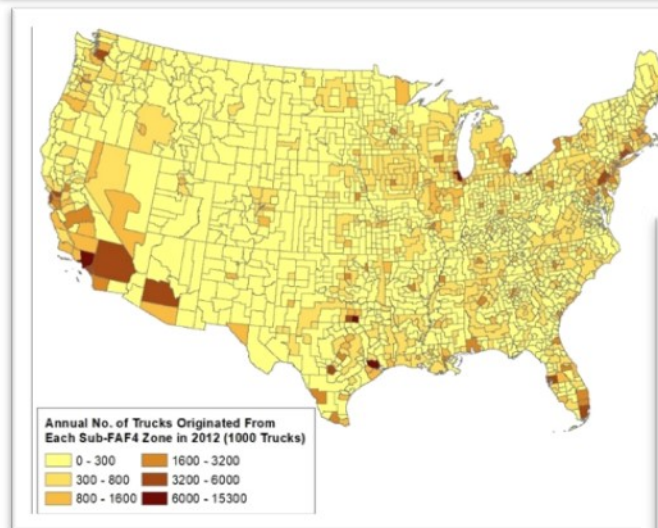 Annual No. of Trucks Originated From
Each Sub-FAF4 Zone in 2012 (1000 Trucks)
0 - 300 1600 - 3200
300 - 800 3200 - 6000
800 - 1600 6000 - 15300